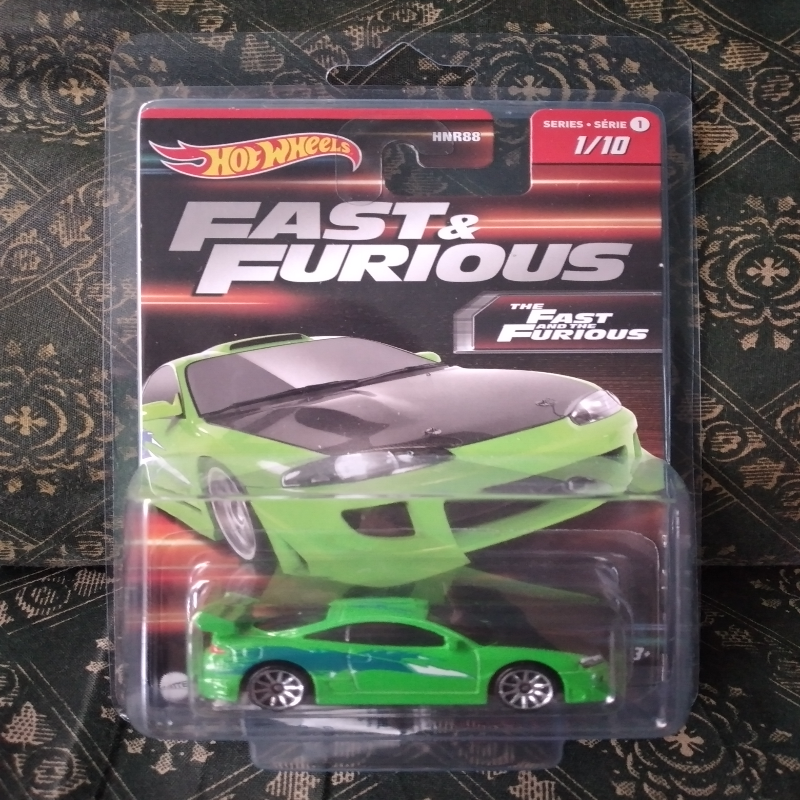 HOT WHEELS
HNR88
SERIES • SÉRIE 1
1/10
FAST &
FURIOUS
THE
FAST
AND THE
FURIOUS
3+